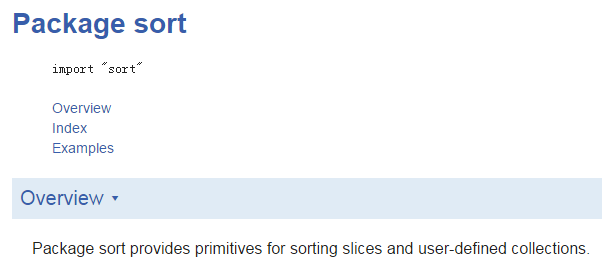 Package sort
import "sort"
Overview
Index
Examples
Overview ▾
Package sort provides primitives for sorting slices and user-defined collections.